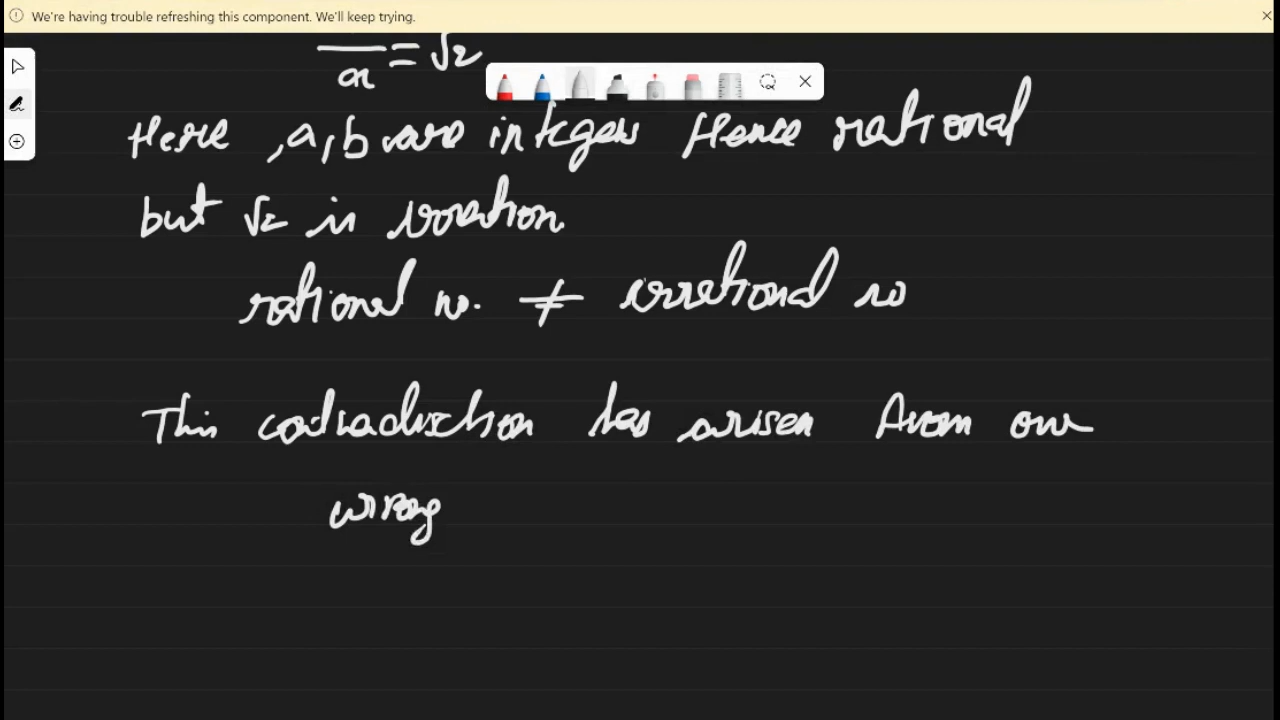 We're having trouble refreshing this component. We'll keep trying.
a = √2
Here , a, b are integers Hence rational
but √2 is irration
rational no. ≠ irrational no
This contradiction has arisen from our
wrong